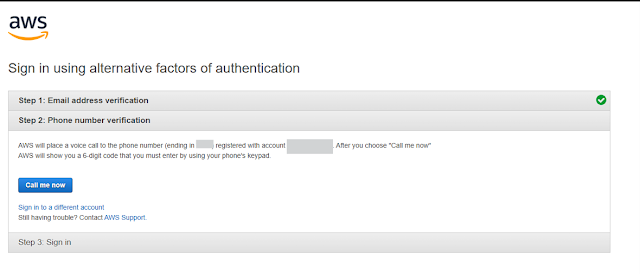 aws
Sign in using alternative factors of authentication
Step 1: Email address verification
Step 2: Phone number verification
AWS will place a voice call to the phone number (ending in ) registered with account . After you choose "Call me now"
AWS will show you a 6-digit code that you must enter by using your phone's keypad.
Call me now
Sign in to a different account
Still having trouble? Contact AWS Support.
Step 3: Sign in